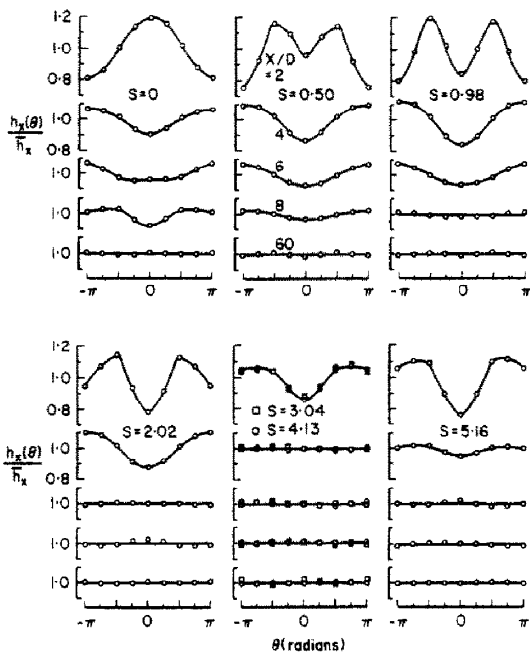 1·2
1·0
0·8
X/D
=2
S=0
S=0·50
S=0·98
h_x(θ)
h̄_x
1·0
0·8
4
1·0
6
1·0
8
1·0
60
-π 0 π
-π 0 π
-π 0 π
1·2
1·0
0·8
S=2·02
□ S=3·04
○ S=4·13
S=5·16
h_x(θ)
h̄_x
1·0
0·8
1·0
1·0
1·0
-π 0 π
-π 0 π
-π 0 π
θ(radians)